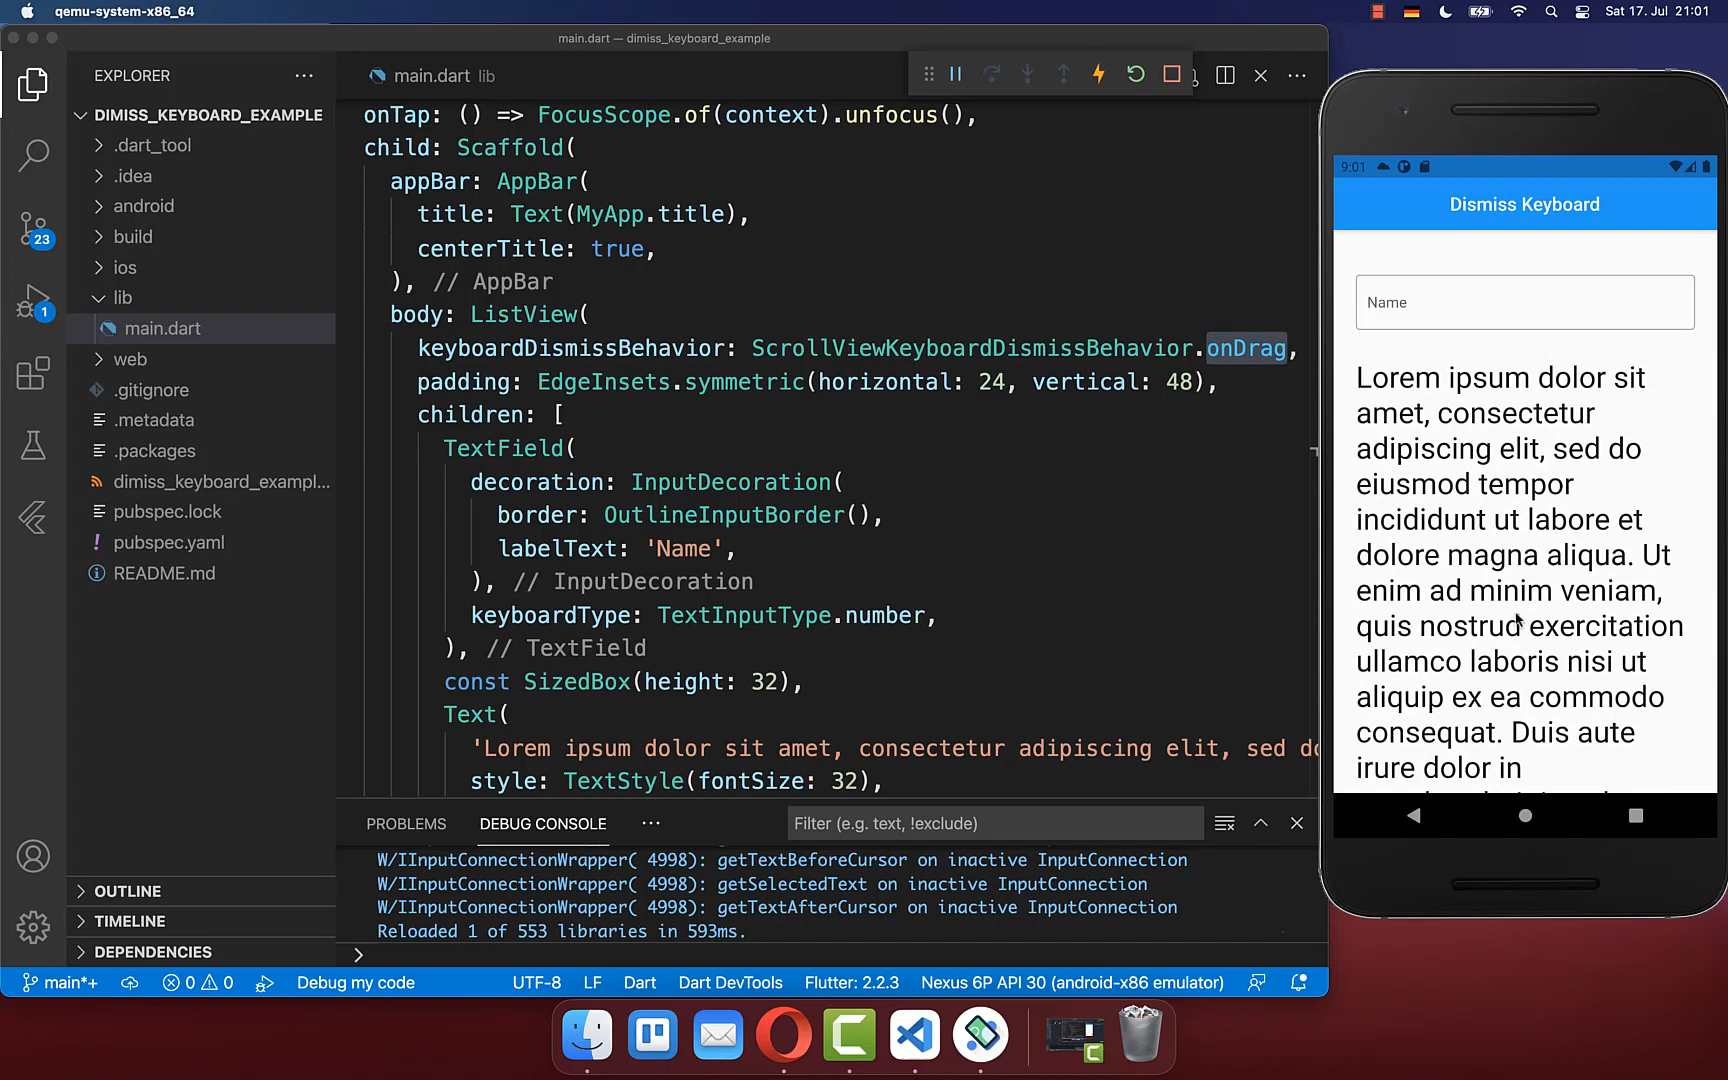 qemu-system-x86_64
Sat 17. Jul 21:01
main.dart — dimiss_keyboard_example
EXPLORER
DIMISS_KEYBOARD_EXAMPLE
.dart_tool
.idea
android
build
ios
lib
main.dart
web
.gitignore
.metadata
.packages
dimiss_keyboard_exampl...
pubspec.lock
pubspec.yaml
README.md
OUTLINE
TIMELINE
DEPENDENCIES
23
1
main.dart lib
onTap: () => FocusScope.of(context).unfocus(),
child: Scaffold(
appBar: AppBar(
title: Text(MyApp.title),
centerTitle: true,
), // AppBar
body: ListView(
keyboardDismissBehavior: ScrollViewKeyboardDismissBehavior.onDrag,
padding: EdgeInsets.symmetric(horizontal: 24, vertical: 48),
children: [
TextField(
decoration: InputDecoration(
border: OutlineInputBorder(),
labelText: 'Name',
), // InputDecoration
keyboardType: TextInputType.number,
), // TextField
const SizedBox(height: 32),
Text(
'Lorem ipsum dolor sit amet, consectetur adipiscing elit, sed do
style: TextStyle(fontSize: 32),
PROBLEMS DEBUG CONSOLE
Filter (e.g. text, !exclude)
W/IInputConnectionWrapper( 4998): getTextBeforeCursor on inactive InputConnection
W/IInputConnectionWrapper( 4998): getSelectedText on inactive InputConnection
W/IInputConnectionWrapper( 4998): getTextAfterCursor on inactive InputConnection
Reloaded 1 of 553 libraries in 593ms.
main*+ 0 0 Debug my code UTF-8 LF Dart Dart DevTools Flutter: 2.2.3 Nexus 6P API 30 (android-x86 emulator)
9:01
Dismiss Keyboard
Name
Lorem ipsum dolor sit
amet, consectetur
adipiscing elit, sed do
eiusmod tempor
incididunt ut labore et
dolore magna aliqua. Ut
enim ad minim veniam,
quis nostrud exercitation
ullamco laboris nisi ut
aliquip ex ea commodo
consequat. Duis aute
irure dolor in